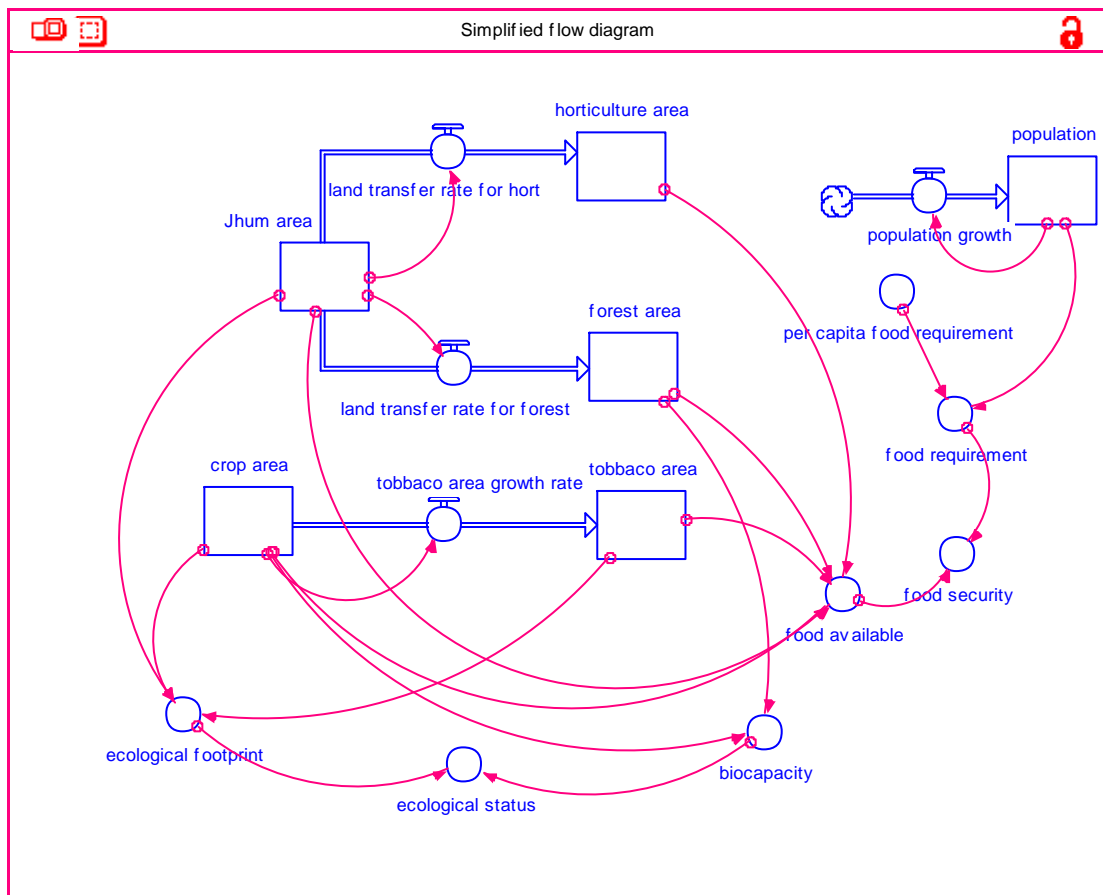 Simplified flow diagram
horticulture area
population
land transfer rate for hort
Jhum area
population growth
forest area
per capita food requirement
land transfer rate for forest
food requirement
crop area
tobbaco area growth rate
tobbaco area
food security
food available
ecological footprint
biocapacity
ecological status